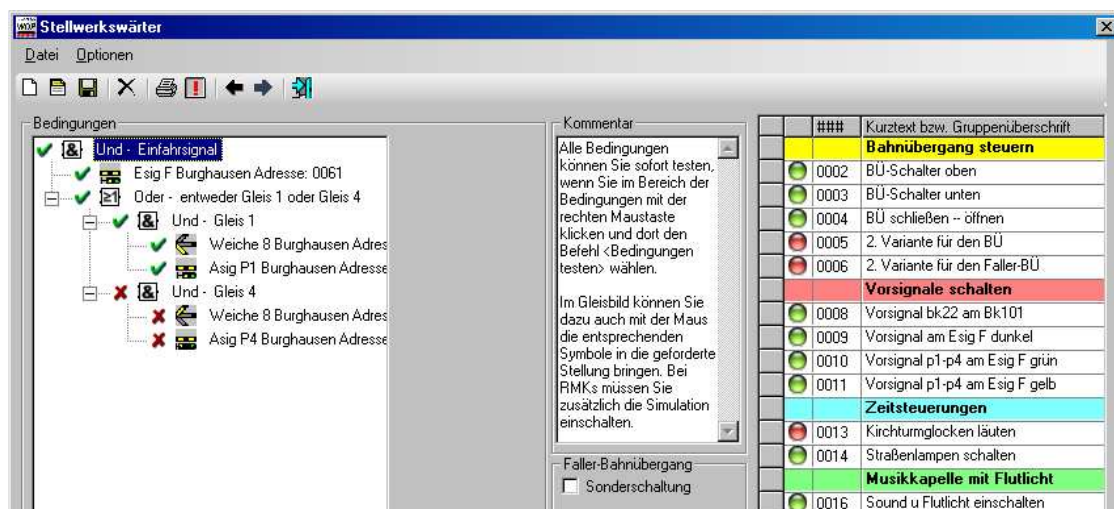 Stellwerkswärter
Datei Optionen
Bedingungen
Und - Einfahrsignal
Esig F Burghausen Adresse: 0061
Oder - entweder Gleis 1 oder Gleis 4
Und - Gleis 1
Weiche 8 Burghausen Adres
Asig P1 Burghausen Adresse
Und - Gleis 4
Weiche 8 Burghausen Adres
Asig P4 Burghausen Adresse
Kommentar
Alle Bedingungen
können Sie sofort testen,
wenn Sie im Bereich der
Bedingungen mit der
rechten Maustaste
klicken und dort den
Befehl <Bedingungen
testen> wählen.
Im Gleisbild können Sie
dazu auch mit der Maus
die entsprechenden
Symbole in die geforderte
Stellung bringen. Bei
RMKs müssen Sie
zusätzlich die Simulation
einschalten.
Faller-Bahnübergang
Sonderschaltung
### Kurztext bzw. Gruppenüberschrift
Bahnübergang steuern
0002 BÜ-Schalter oben
0003 BÜ-Schalter unten
0004 BÜ schließen -- öffnen
0005 2. Variante für den BÜ
0006 2. Variante für den Faller-BÜ
Vorsignale schalten
0008 Vorsignal bk22 am Bk101
0009 Vorsignal am Esig F dunkel
0010 Vorsignal p1-p4 am Esig F grün
0011 Vorsignal p1-p4 am Esig F gelb
Zeitsteuerungen
0013 Kirchturmglocken läuten
0014 Straßenlampen schalten
Musikkapelle mit Flutlicht
0016 Sound u Flutlicht einschalten